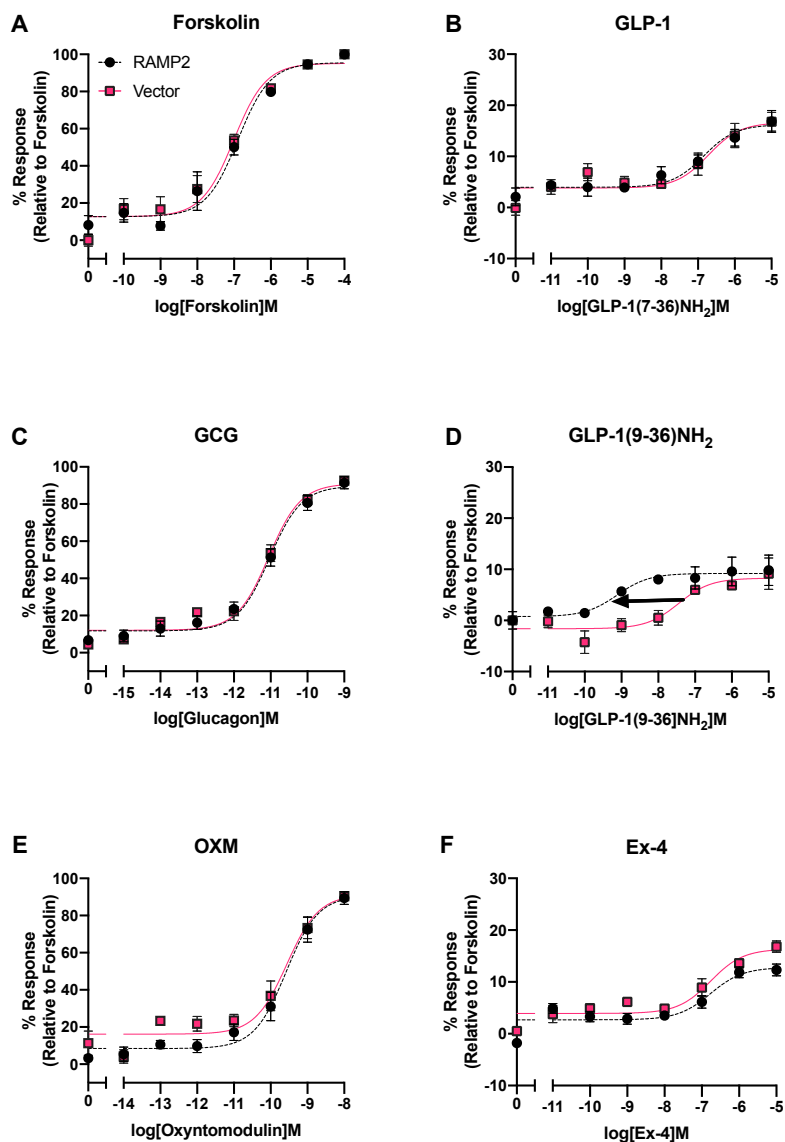 A
Forskolin
RAMP2
Vector
% Response
(Relative to Forskolin)
100
80
60
40
20
0
0 -10 -9 -8 -7 -6 -5 -4
log[Forskolin]M
B
GLP-1
% Response
(Relative to Forskolin)
30
20
10
0
-10
0 -11 -10 -9 -8 -7 -6 -5
log[GLP-1(7-36)NH2]M
C
GCG
% Response
(Relative to Forskolin)
100
80
60
40
20
0
0 -15 -14 -13 -12 -11 -10 -9
log[Glucagon]M
D
GLP-1(9-36)NH2
% Response
(Relative to Forskolin)
30
20
10
0
-10
0 -11 -10 -9 -8 -7 -6 -5
log[GLP-1(9-36]NH2]M
E
OXM
% Response
(Relative to Forskolin)
100
80
60
40
20
0
0 -14 -13 -12 -11 -10 -9 -8
log[Oxyntomodulin]M
F
Ex-4
% Response
(Relative to Forskolin)
30
20
10
0
-10
0 -11 -10 -9 -8 -7 -6 -5
log[Ex-4]M